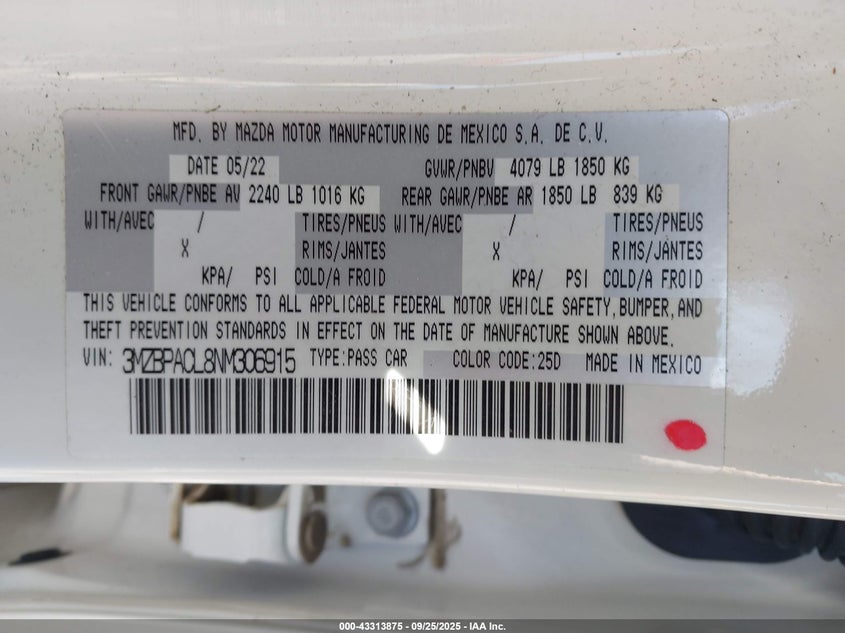 MFD. BY MAZDA MOTOR MANUFACTURING DE MEXICO S.A. DE C.V.
DATE 05/22 GVWR/PNBV 4079 LB 1850 KG
FRONT GAWR/PNBE AV 2240 LB 1016 KG REAR GAWR/PNBE AR 1850 LB 839 KG
WITH/AVEC / TIRES/PNEUS WITH/AVEC / TIRES/PNEUS
X RIMS/JANTES X RIMS/JANTES
KPA/ PSI COLD/A FROID KPA/ PSI COLD/A FROID
THIS VEHICLE CONFORMS TO ALL APPLICABLE FEDERAL MOTOR VEHICLE SAFETY, BUMPER, AND
THEFT PREVENTION STANDARDS IN EFFECT ON THE DATE OF MANUFACTURE SHOWN ABOVE.
VIN: 3MZBPACL8NM306915 TYPE:PASS CAR COLOR CODE:25D MADE IN MEXICO
000-43313875 - 09/25/2025 - IAA Inc.